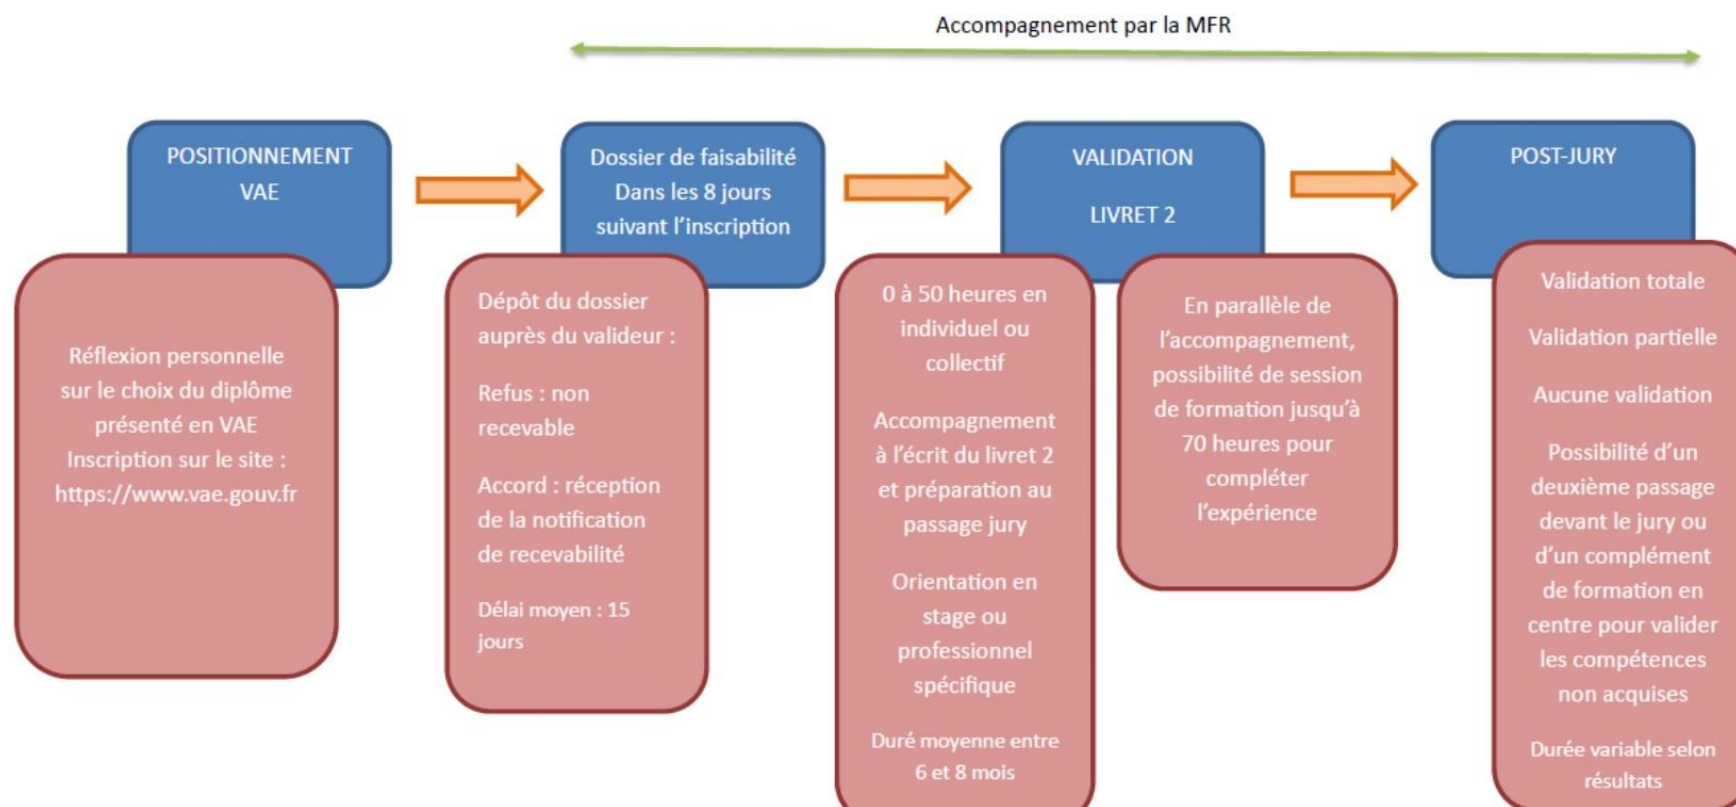 Accompagnement par la MFR
POSITIONNEMENT
VAE
Réflexion personnelle
sur le choix du diplôme
présenté en VAE
Inscription sur le site :
https://www.vae.gouv.fr
Dossier de faisabilité
Dans les 8 jours
suivant l’inscription
Dépôt du dossier
auprès du valideur :
Refus : non
recevable
Accord : réception
de la notification
de recevabilité
Délai moyen : 15
jours
VALIDATION
LIVRET 2
0 à 50 heures en
individuel ou
collectif
Accompagnement
à l’écrit du livret 2
et préparation au
passage jury
Orientation en
stage ou
professionnel
spécifique
Duré moyenne entre
6 et 8 mois
En parallèle de
l’accompagnement,
possibilité de session
de formation jusqu’à
70 heures pour
compléter
l’expérience
POST-JURY
Validation totale
Validation partielle
Aucune validation
Possibilité d’un
deuxième passage
devant le jury ou
d’un complément
de formation en
centre pour valider
les compétences
non acquises
Durée variable selon
résultats